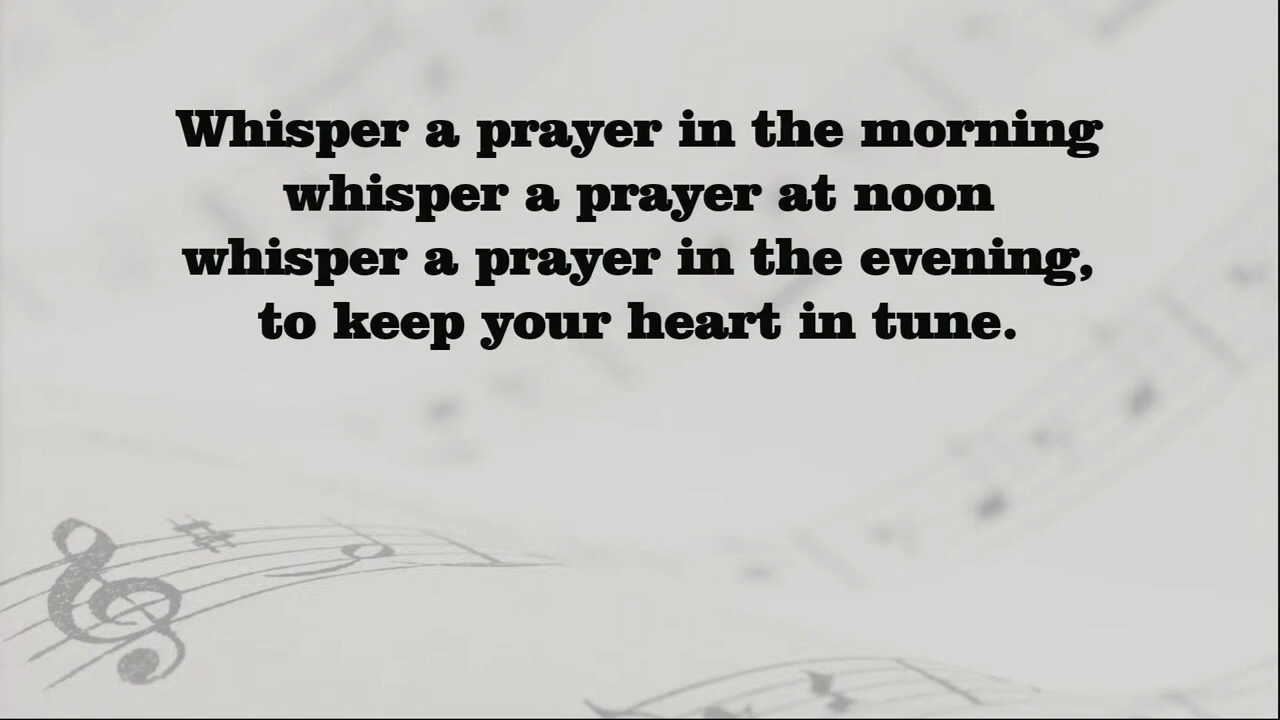 Whisper a prayer in the morning
whisper a prayer at noon
whisper a prayer in the evening,
to keep your heart in tune.